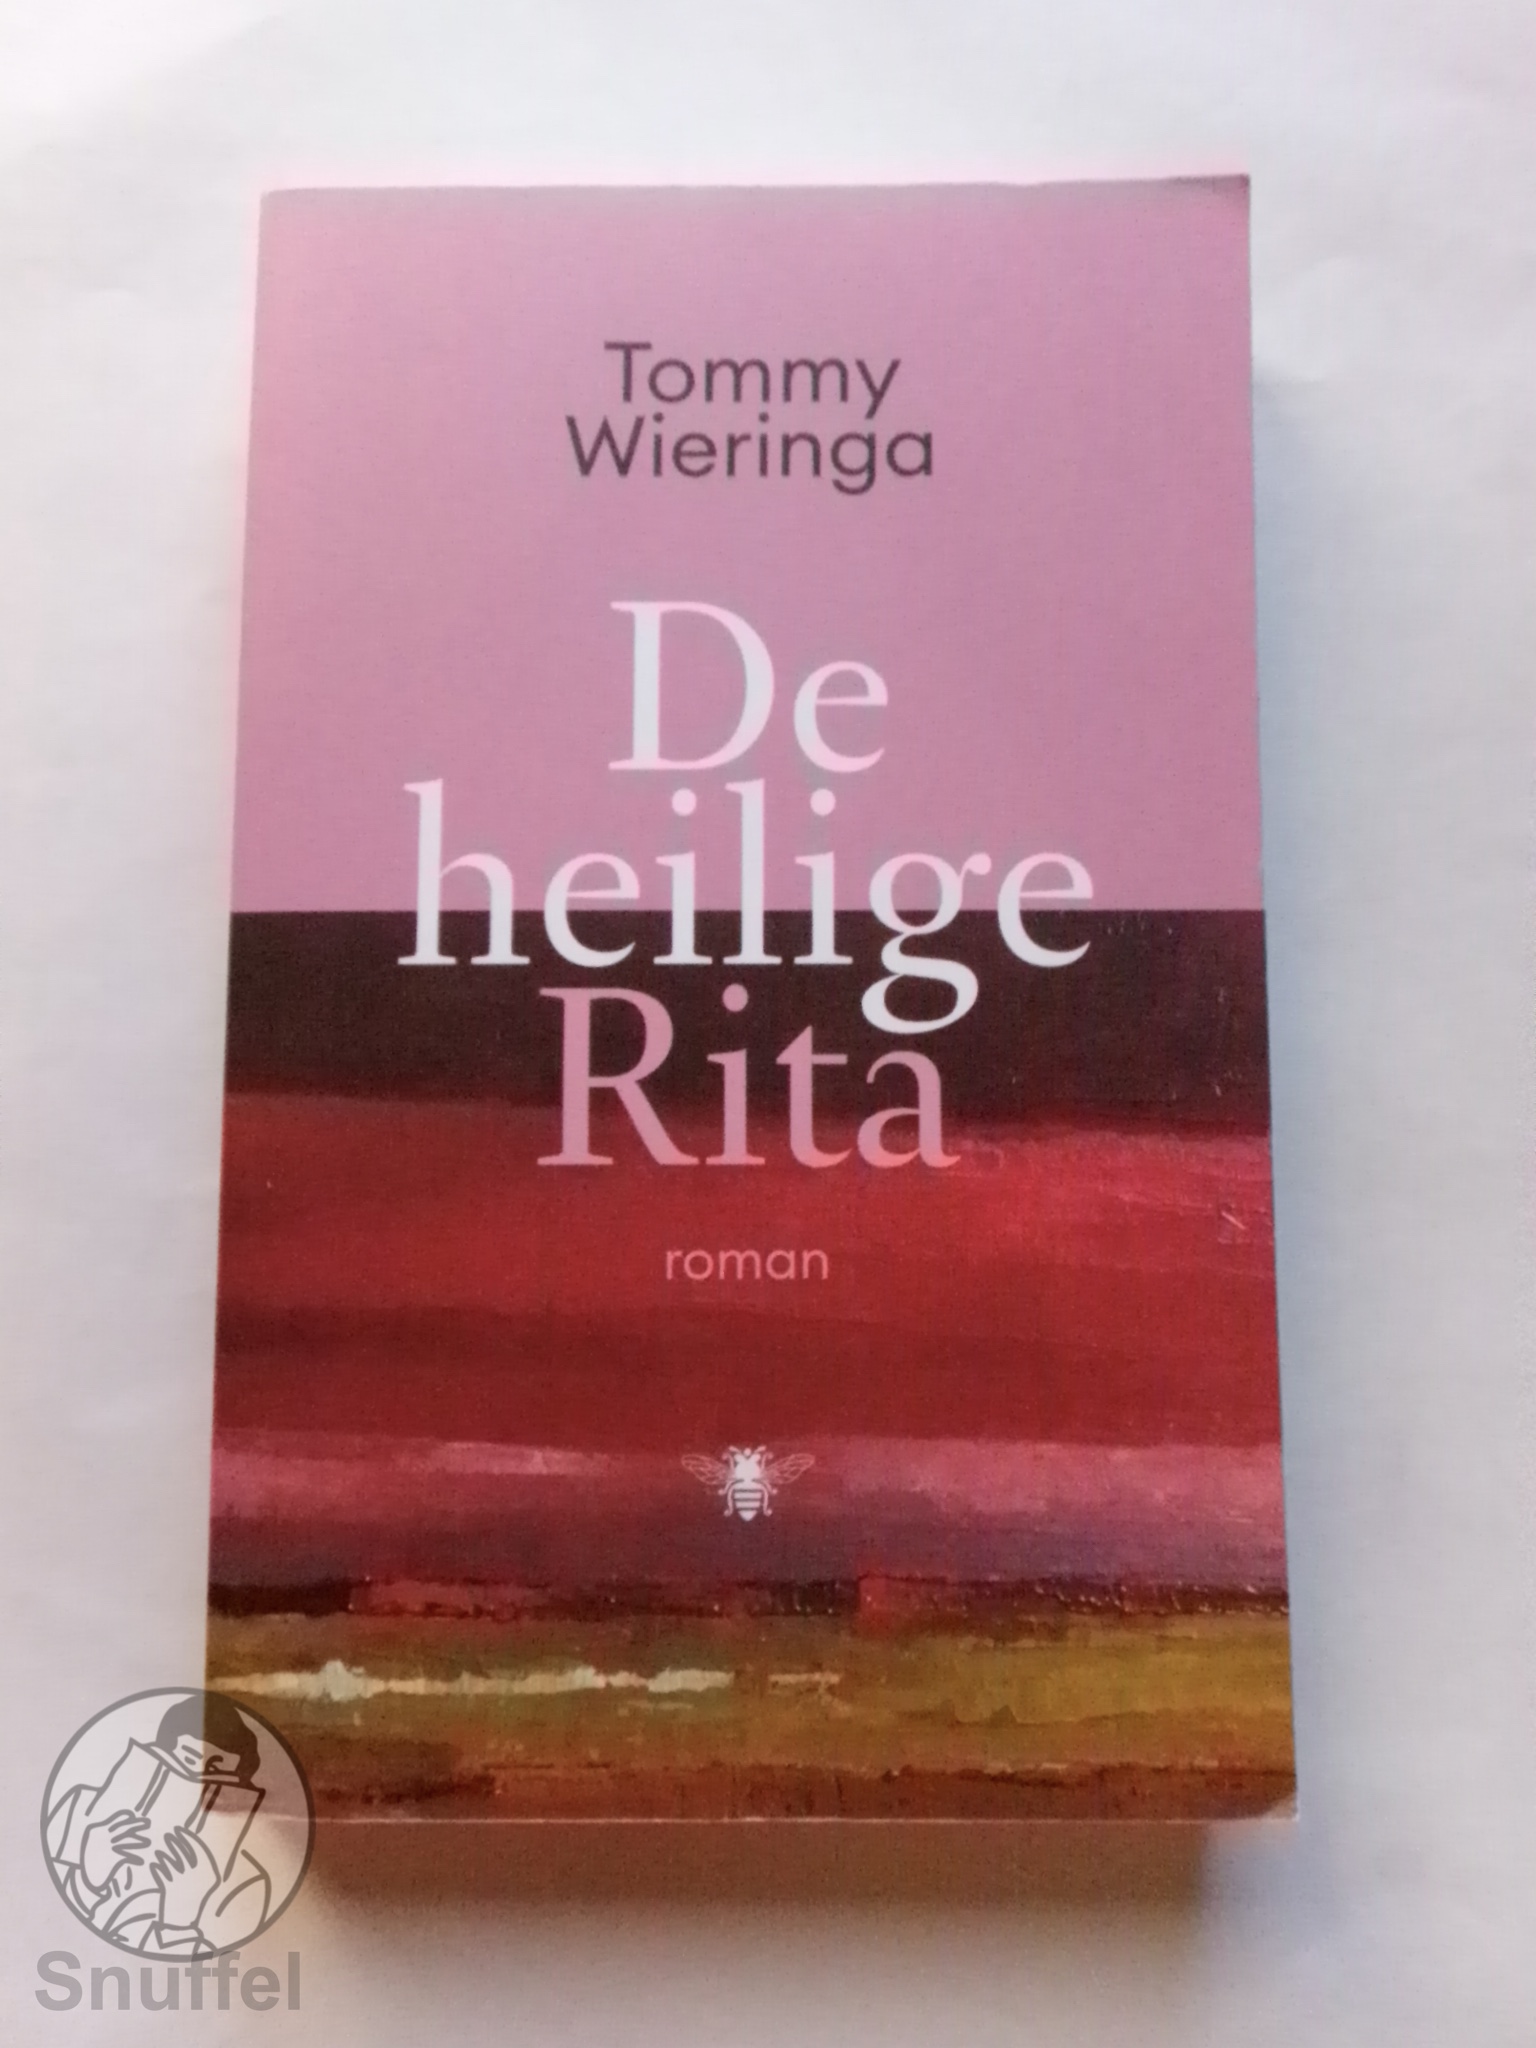 Tommy
Wieringa
De
heilige
Rita
roman
Snuffel